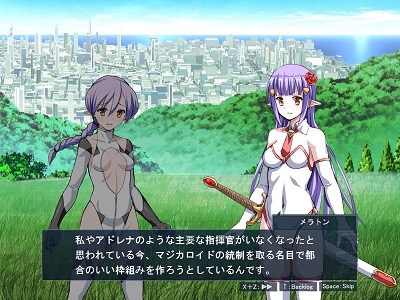 メラトン
私やアドレナのような主要な指揮官がいなくなったと
思われている今、マジカロイドの統制を取る名目で都
合のいい枠組みを作ろうとしているんです。
X+Z: ▶▶ ↑: Backlog Space: Skip